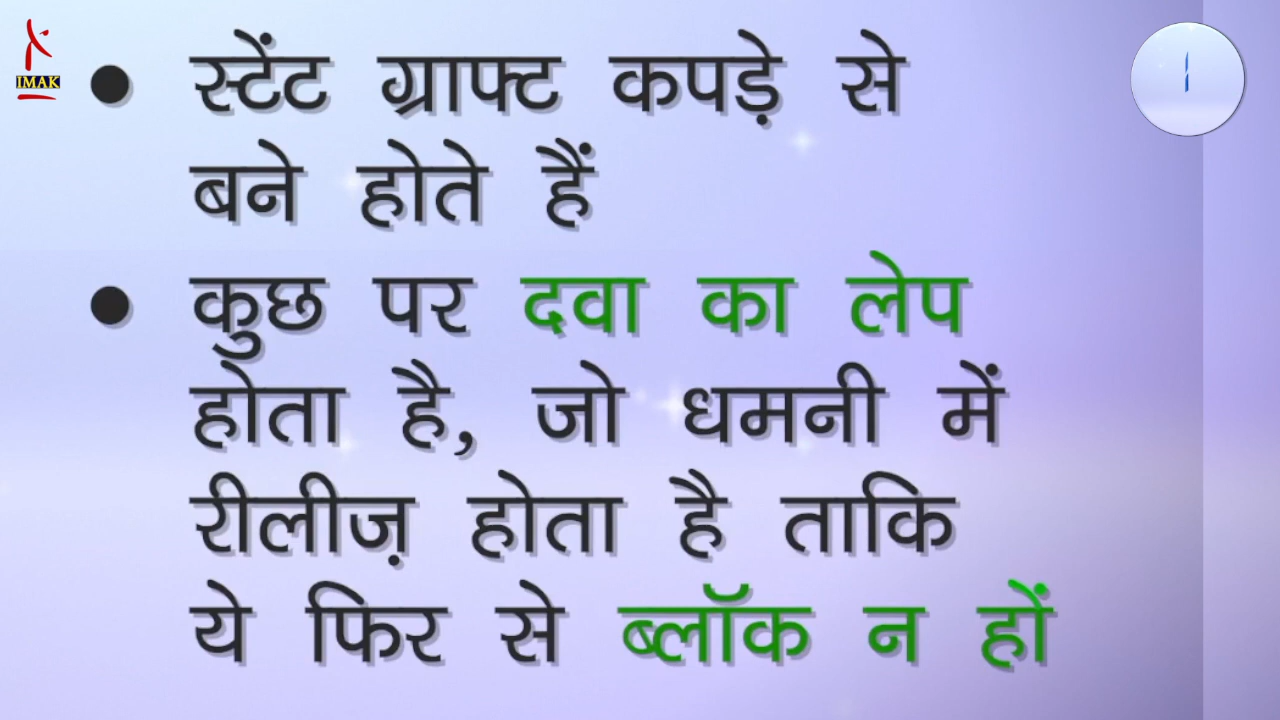 IMAK
• स्टेंट ग्राफ्ट कपड़े से
बने होते हैं
• कुछ पर दवा का लेप
होता है, जो धमनी में
रीलीज़ होता है ताकि
ये फिर से ब्लॉक न हों